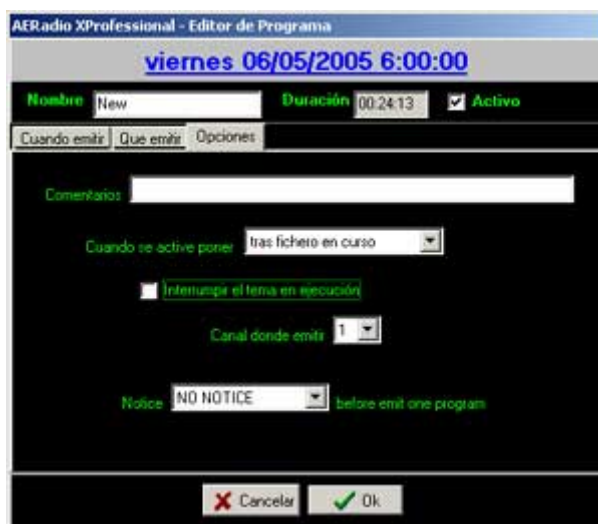 AERadio XProfessional - Editor de Programa
viernes 06/05/2005 6:00:00
Nombre New Duración 00:24:13 Activo
Cuando emitir Que emitir Opciones
Comentarios
Cuando se active poner tras fichero en curso
Interrumpir el tema en ejecución
Canal donde emitir 1
Notice NO NOTICE before emit one program
Cancelar Ok